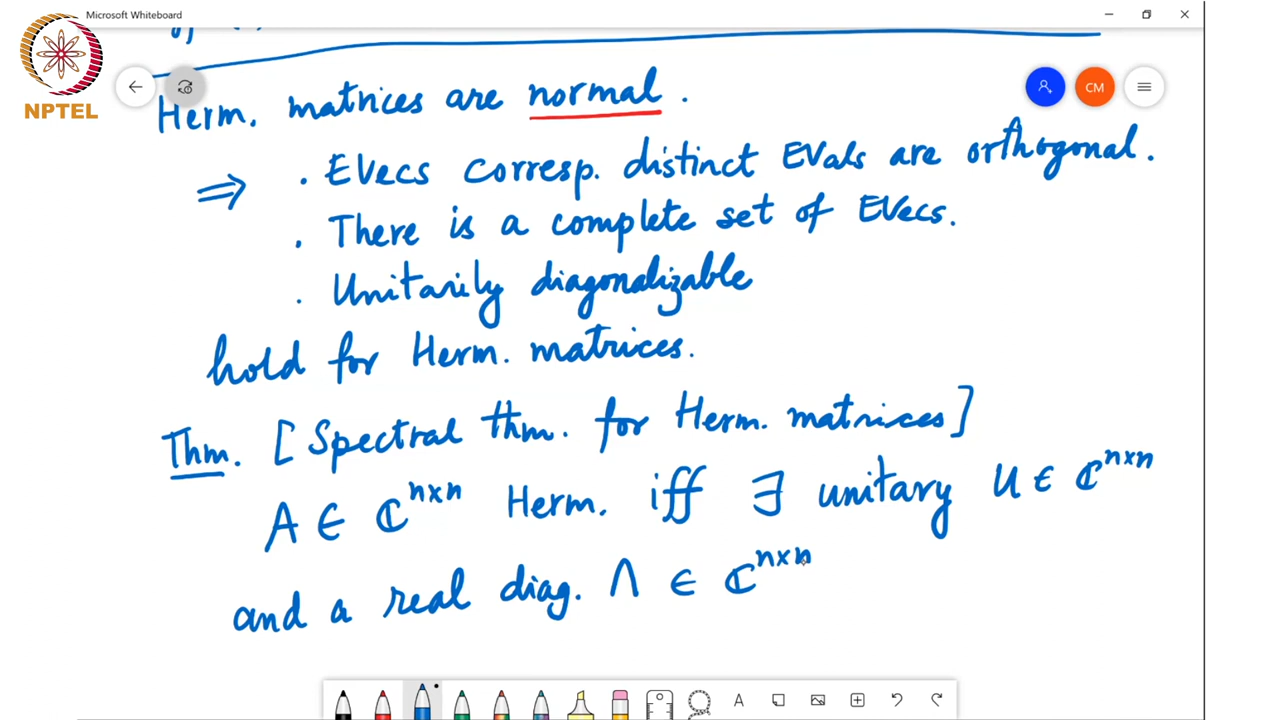 Microsoft Whiteboard
NPTEL
CM
Herm. matrices are normal.
⇒ . EVecs corresp. distinct EVals are orthogonal.
. There is a complete set of EVecs.
. Unitarily diagonalizable
hold for Herm. matrices.
Thm. [Spectral thm. for Herm. matrices]
A ∈ ℂ^{n×n} Herm. iff ∃ unitary U ∈ ℂ^{n×n}
and a real diag. Λ ∈ ℂ^{n×n}